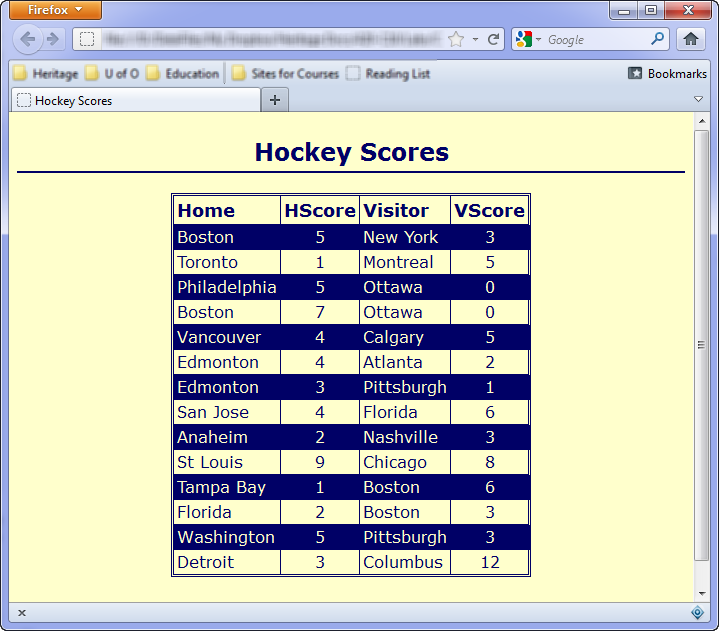 Firefox
Google
Heritage U of O Education Sites for Courses Reading List Bookmarks
Hockey Scores
Hockey Scores
Home HScore Visitor VScore
Boston 5 New York 3
Toronto 1 Montreal 5
Philadelphia 5 Ottawa 0
Boston 7 Ottawa 0
Vancouver 4 Calgary 5
Edmonton 4 Atlanta 2
Edmonton 3 Pittsburgh 1
San Jose 4 Florida 6
Anaheim 2 Nashville 3
St Louis 9 Chicago 8
Tampa Bay 1 Boston 6
Florida 2 Boston 3
Washington 5 Pittsburgh 3
Detroit 3 Columbus 12